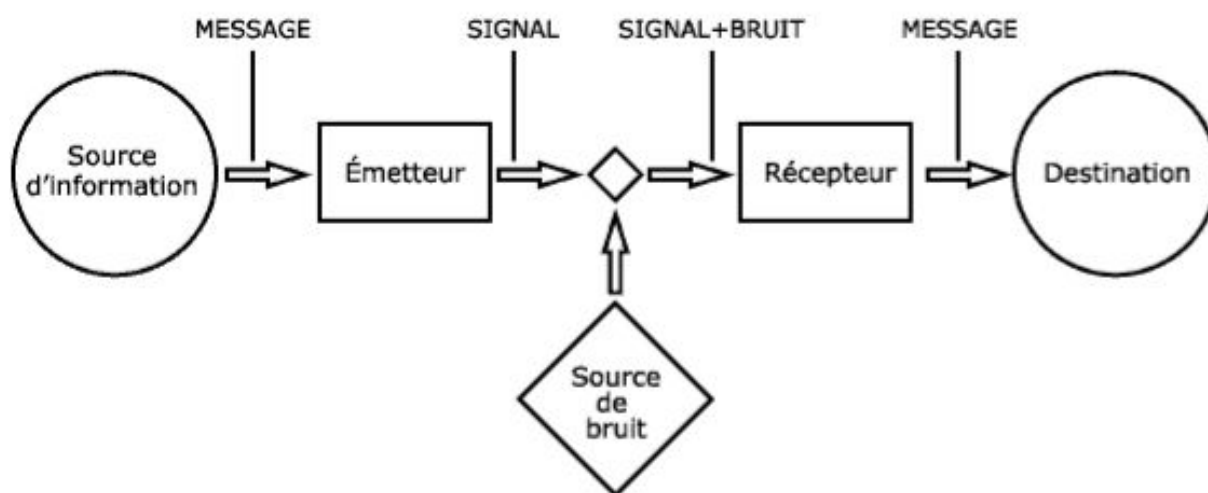 MESSAGE
SIGNAL
SIGNAL+BRUIT
MESSAGE
Source
d'information
Émetteur
Récepteur
Destination
Source
de
bruit